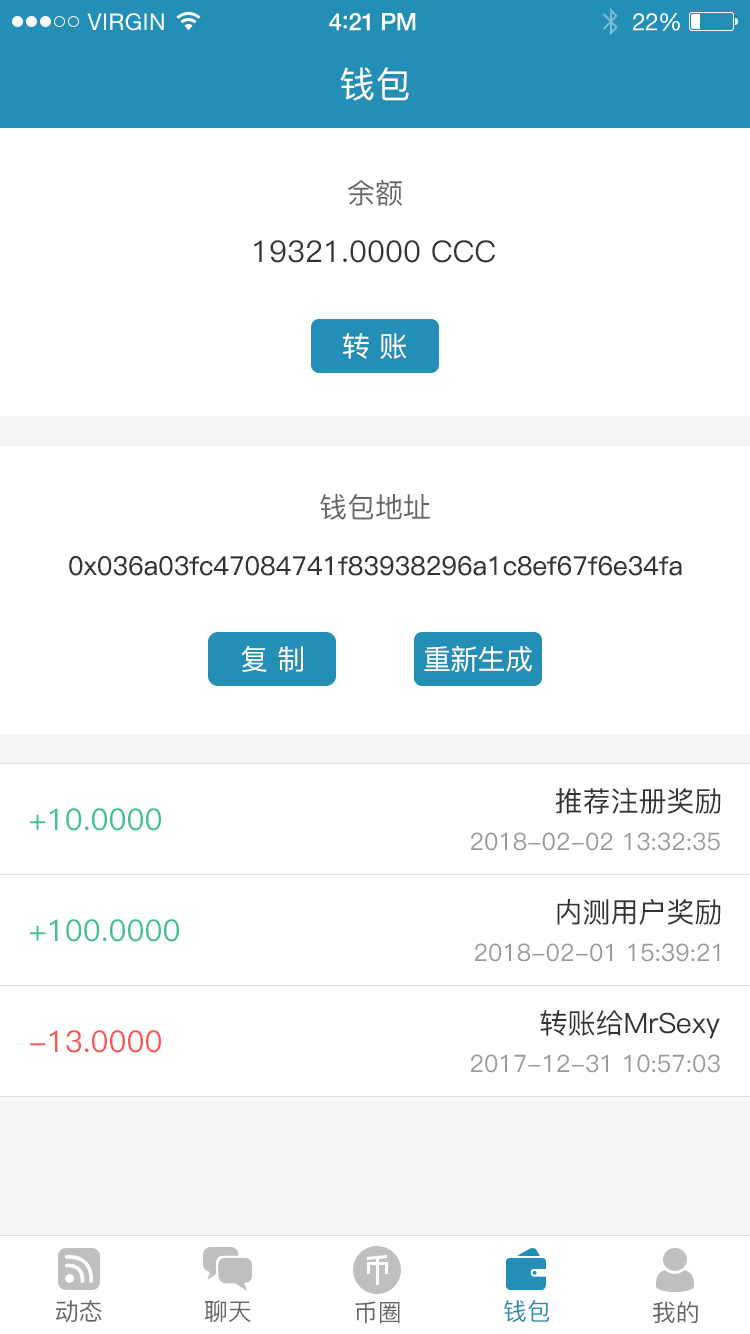 VIRGIN 4:21 PM 22%
钱包
余额
19321.0000 CCC
转 账
钱包地址
0x036a03fc47084741f83938296a1c8ef67f6e34fa
复 制 重新生成
+10.0000 推荐注册奖励
2018-02-02 13:32:35
+100.0000 内测用户奖励
2018-02-01 15:39:21
-13.0000 转账给MrSexy
2017-12-31 10:57:03
币
动态 聊天 币圈 钱包 我的